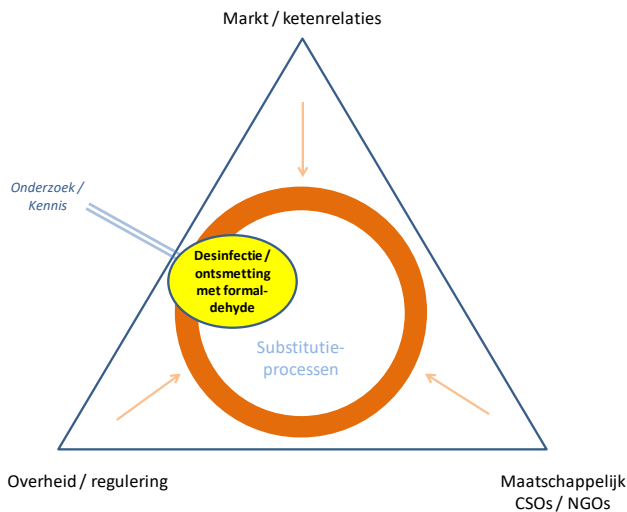 Markt / ketenrelaties
Onderzoek /
Kennis
Desinfectie /
ontsmetting
met formal-
dehyde
Substitutie-
processen
Overheid / regulering
Maatschappelijk
CSOs / NGOs